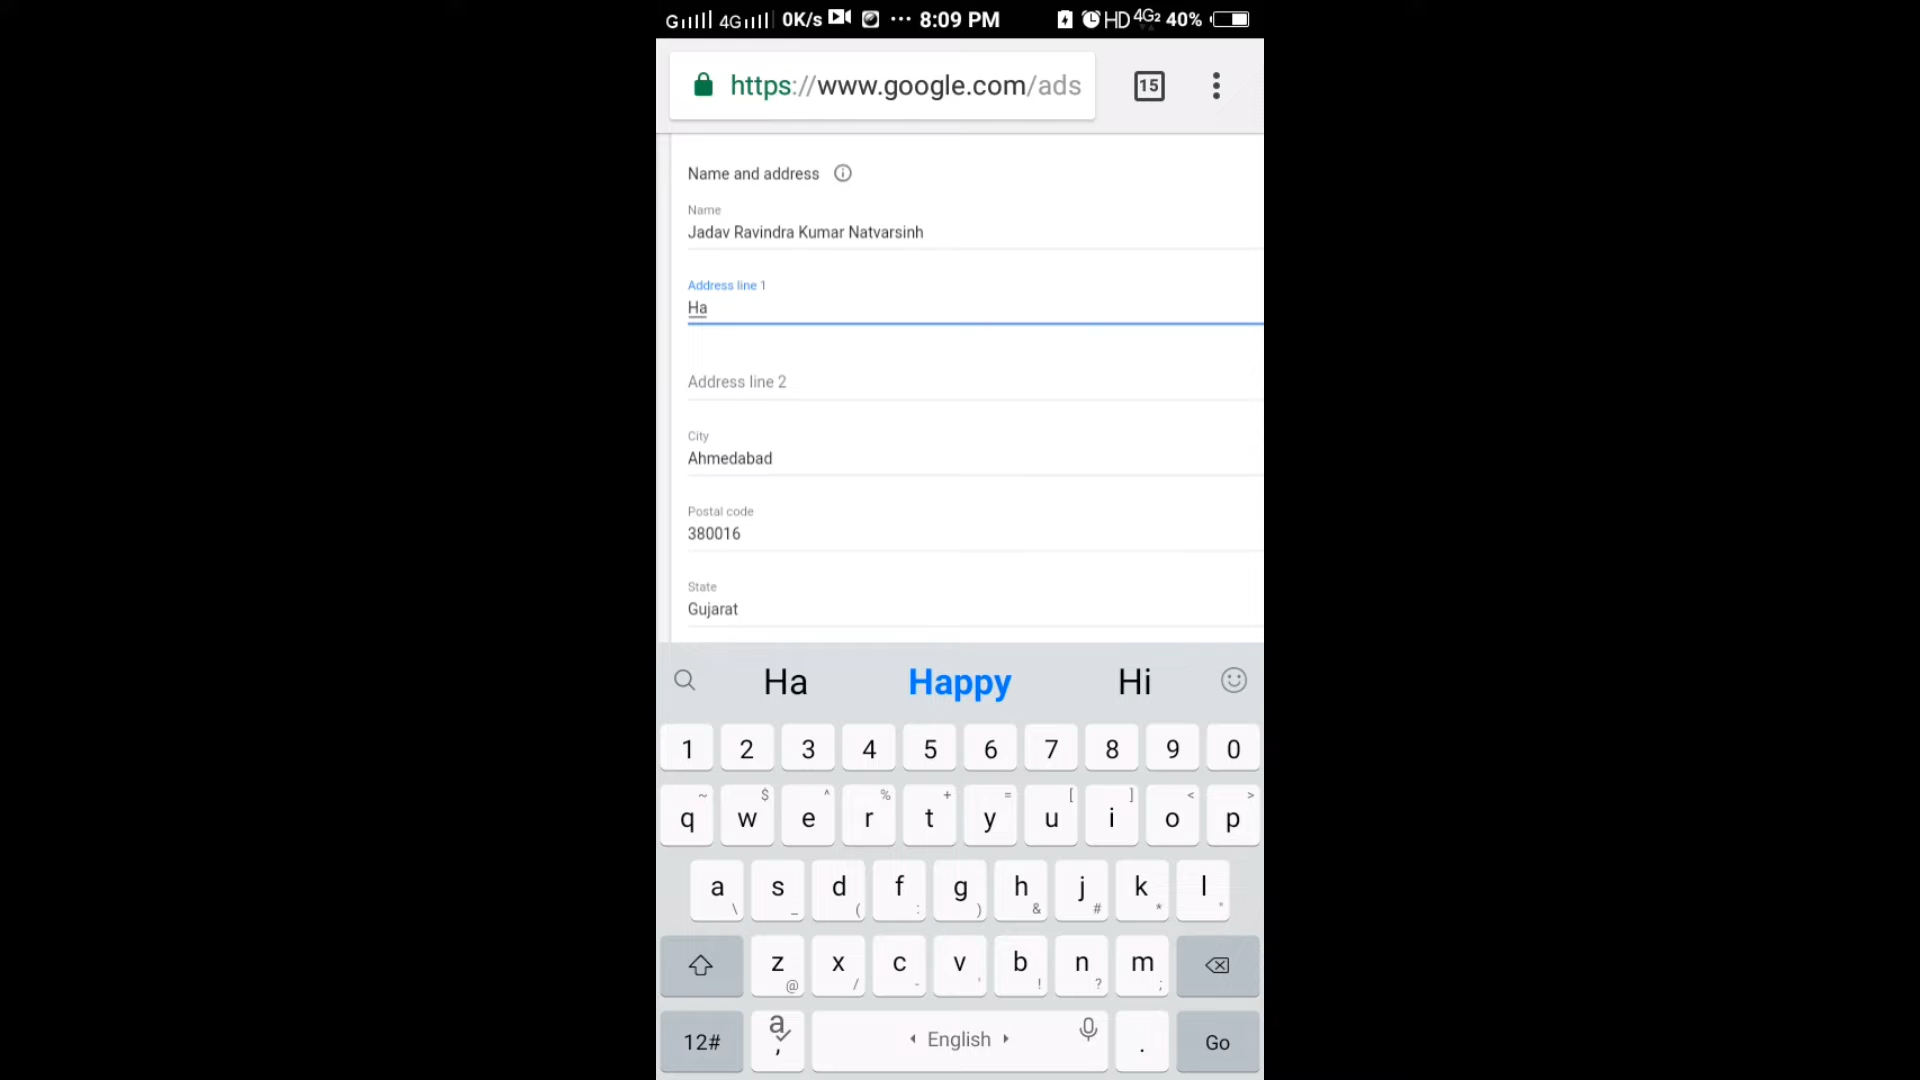 G 4G 0K/s ... 8:09 PM HD 4G2 40%
https://www.google.com/ads 15
Name and address
Name
Jadav Ravindra Kumar Natvarsinh
Address line 1
Ha
Address line 2
City
Ahmedabad
Postal code
380016
State
Gujarat
Ha Happy Hi
1 2 3 4 5 6 7 8 9 0
~ $ ^ % + = [ ] < >
q w e r t y u i o p
a s d f g h j k l
\ _ ( : ) & # * "
z x c v b n m
@ / - ' ! ? ;
12# a , English . Go